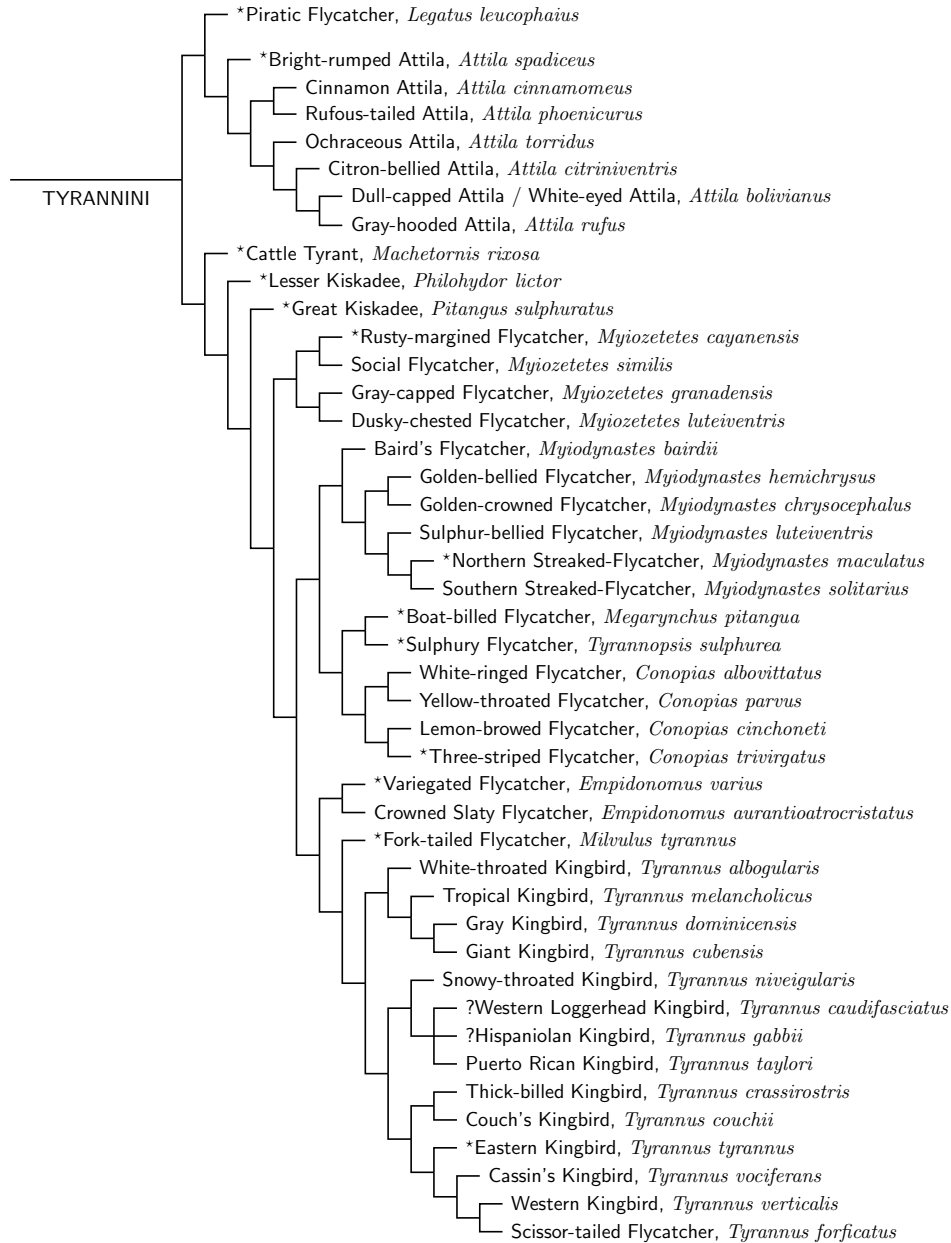 *Piratic Flycatcher, Legatus leucophaius
*Bright-rumped Attila, Attila spadiceus
Cinnamon Attila, Attila cinnamomeus
Rufous-tailed Attila, Attila phoenicurus
Ochraceous Attila, Attila torridus
Citron-bellied Attila, Attila citriniventris
Dull-capped Attila / White-eyed Attila, Attila bolivianus
TYRANNINI
Gray-hooded Attila, Attila rufus
*Cattle Tyrant, Machetornis rixosa
*Lesser Kiskadee, Philohydor lictor
*Great Kiskadee, Pitangus sulphuratus
*Rusty-margined Flycatcher, Myiozetetes cayanensis
Social Flycatcher, Myiozetetes similis
Gray-capped Flycatcher, Myiozetetes granadensis
Dusky-chested Flycatcher, Myiozetetes luteiventris
Baird's Flycatcher, Myiodynastes bairdii
Golden-bellied Flycatcher, Myiodynastes hemichrysus
Golden-crowned Flycatcher, Myiodynastes chrysocephalus
Sulphur-bellied Flycatcher, Myiodynastes luteiventris
*Northern Streaked-Flycatcher, Myiodynastes maculatus
Southern Streaked-Flycatcher, Myiodynastes solitarius
*Boat-billed Flycatcher, Megarynchus pitangua
*Sulphury Flycatcher, Tyrannopsis sulphurea
White-ringed Flycatcher, Conopias albovittatus
Yellow-throated Flycatcher, Conopias parvus
Lemon-browed Flycatcher, Conopias cinchoneti
*Three-striped Flycatcher, Conopias trivirgatus
*Variegated Flycatcher, Empidonomus varius
Crowned Slaty Flycatcher, Empidonomus aurantioatrocristatus
*Fork-tailed Flycatcher, Milvulus tyrannus
White-throated Kingbird, Tyrannus albogularis
Tropical Kingbird, Tyrannus melancholicus
Gray Kingbird, Tyrannus dominicensis
Giant Kingbird, Tyrannus cubensis
Snowy-throated Kingbird, Tyrannus niveigularis
?Western Loggerhead Kingbird, Tyrannus caudifasciatus
?Hispaniolan Kingbird, Tyrannus gabbii
Puerto Rican Kingbird, Tyrannus taylori
Thick-billed Kingbird, Tyrannus crassirostris
Couch's Kingbird, Tyrannus couchii
*Eastern Kingbird, Tyrannus tyrannus
Cassin's Kingbird, Tyrannus vociferans
Western Kingbird, Tyrannus verticalis
Scissor-tailed Flycatcher, Tyrannus forficatus